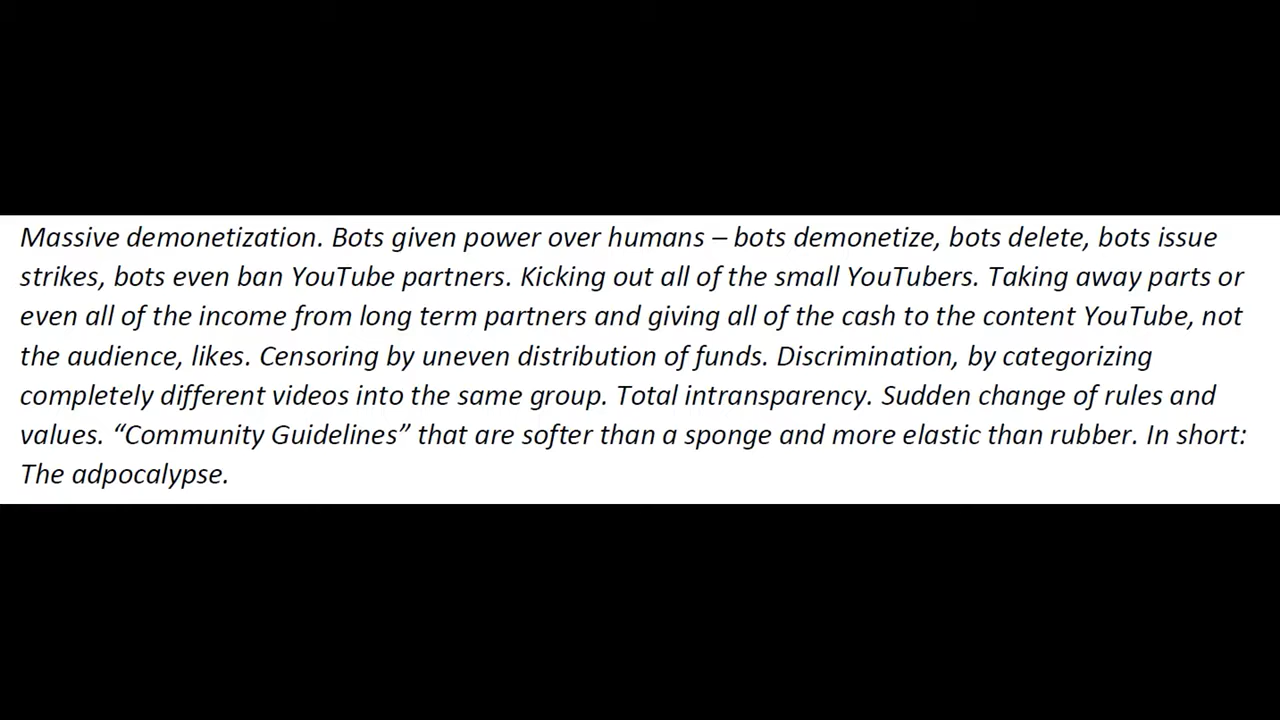 Massive demonetization. Bots given power over humans – bots demonetize, bots delete, bots issue
strikes, bots even ban YouTube partners. Kicking out all of the small YouTubers. Taking away parts or
even all of the income from long term partners and giving all of the cash to the content YouTube, not
the audience, likes. Censoring by uneven distribution of funds. Discrimination, by categorizing
completely different videos into the same group. Total intransparency. Sudden change of rules and
values. “Community Guidelines” that are softer than a sponge and more elastic than rubber. In short:
The adpocalypse.